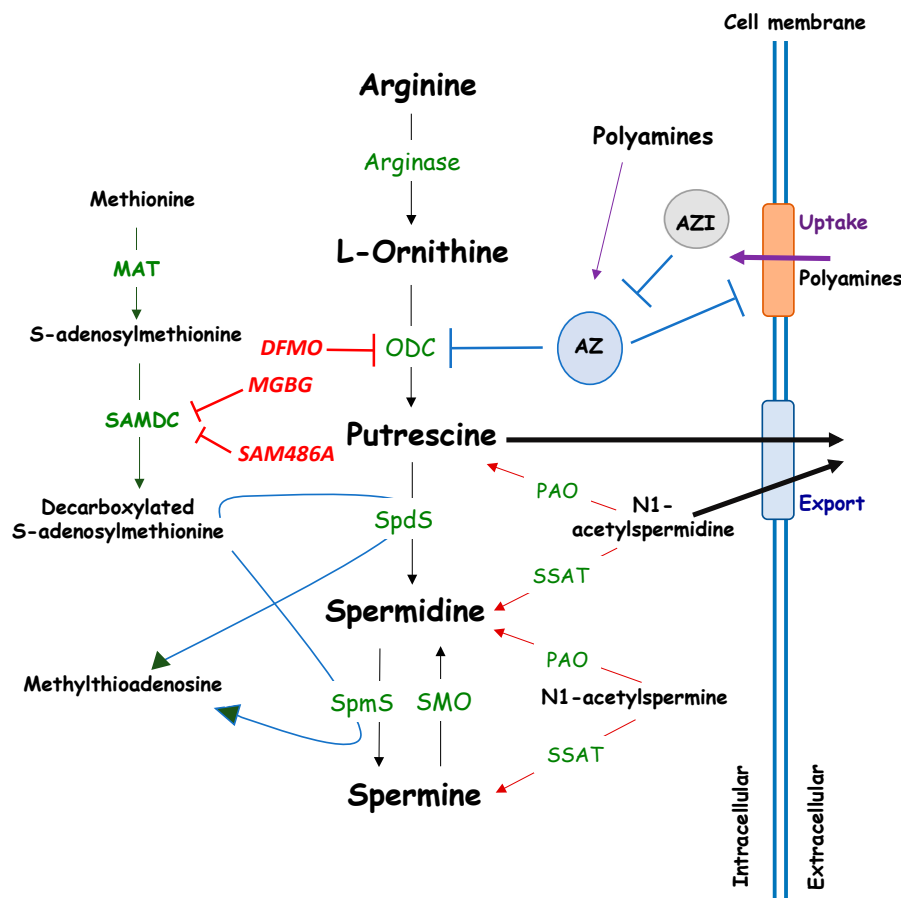 Cell membrane
Arginine
Polyamines
Arginase
Methionine
AZI
Uptake
L-Ornithine
MAT
Polyamines
S-adenosylmethionine
DFMO
ODC
AZ
MGBG
SAMDC
Putrescine
SAM486A
PAO
N1-
acetylspermidine
Export
Decarboxylated
S-adenosylmethionine
SpdS
SSAT
Spermidine
PAO
Methylthioadenosine
SpmS
SMO
N1-acetylspermine
SSAT
Spermine
Intracellular
Extracellular